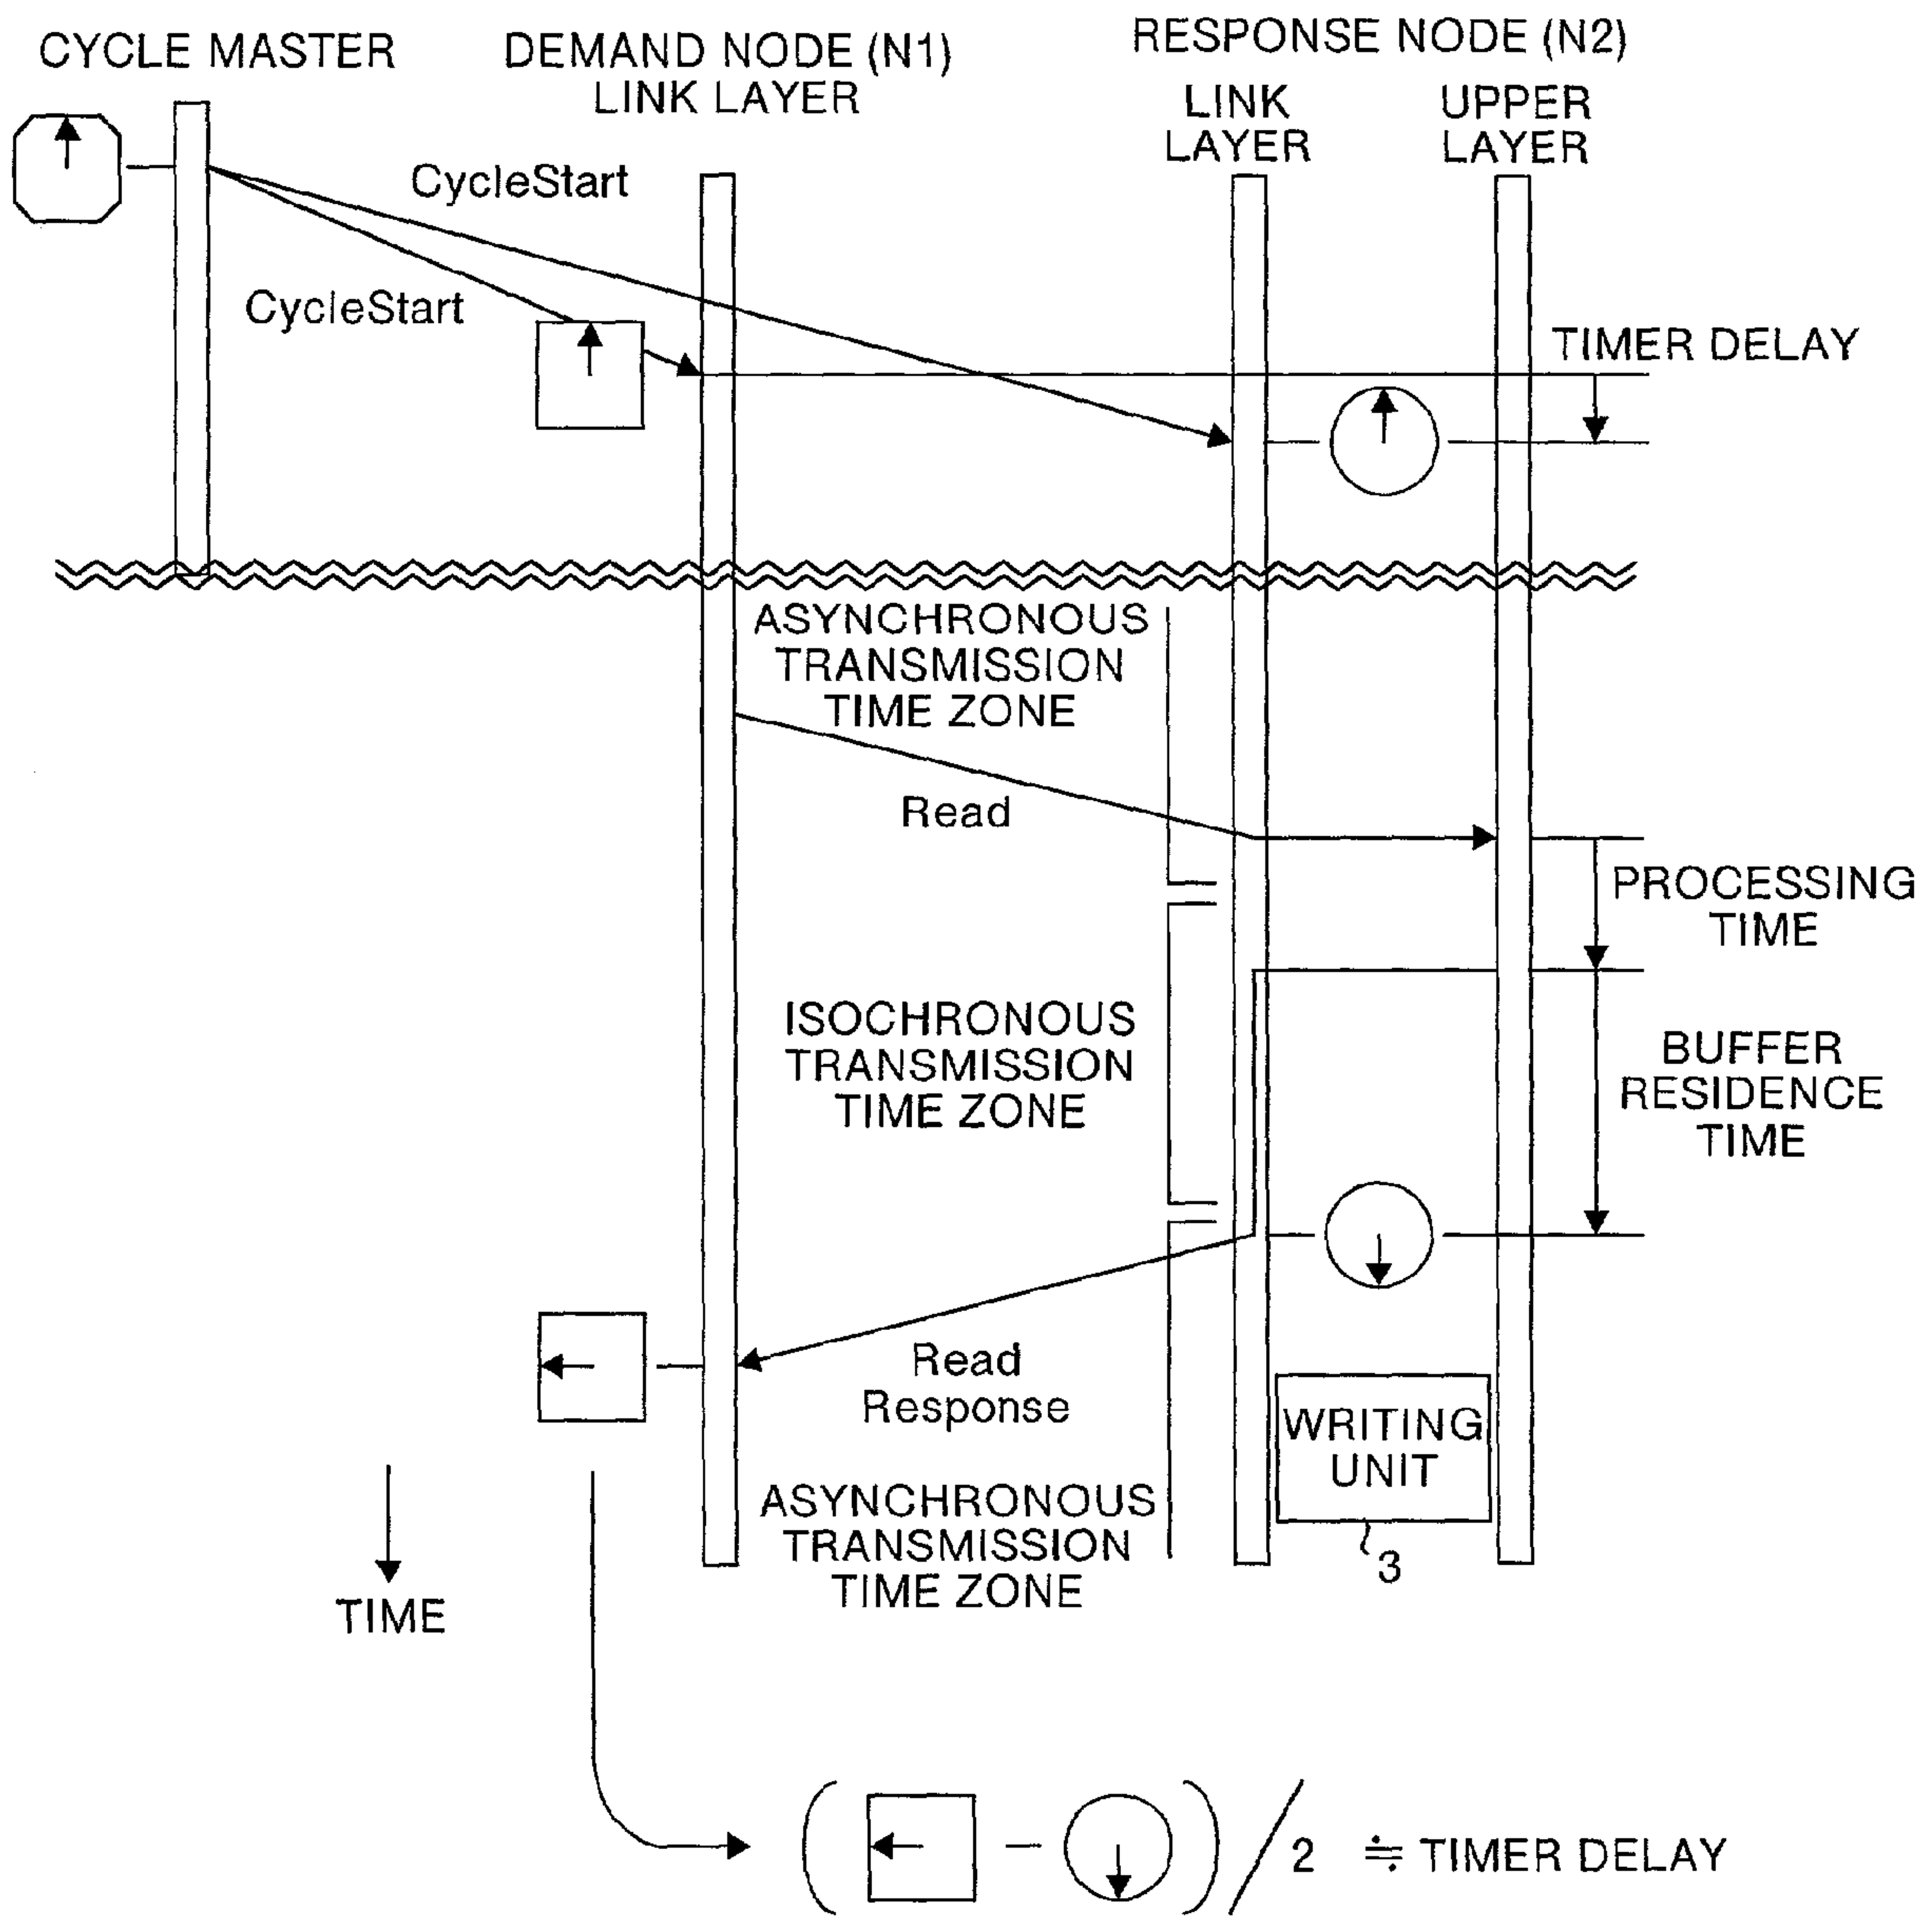 CYCLE MASTER
DEMAND NODE (N1)
LINK LAYER
RESPONSE NODE (N2)
LINK
LAYER
UPPER
LAYER
CycleStart
CycleStart
TIMER DELAY
ASYNCHRONOUS
TRANSMISSION
TIME ZONE
Read
PROCESSING
TIME
ISOCHRONOUS
TRANSMISSION
TIME ZONE
BUFFER
RESIDENCE
TIME
Read
Response
WRITING
UNIT
3
ASYNCHRONOUS
TRANSMISSION
TIME ZONE
TIME
( − ) / 2 ≒ TIMER DELAY